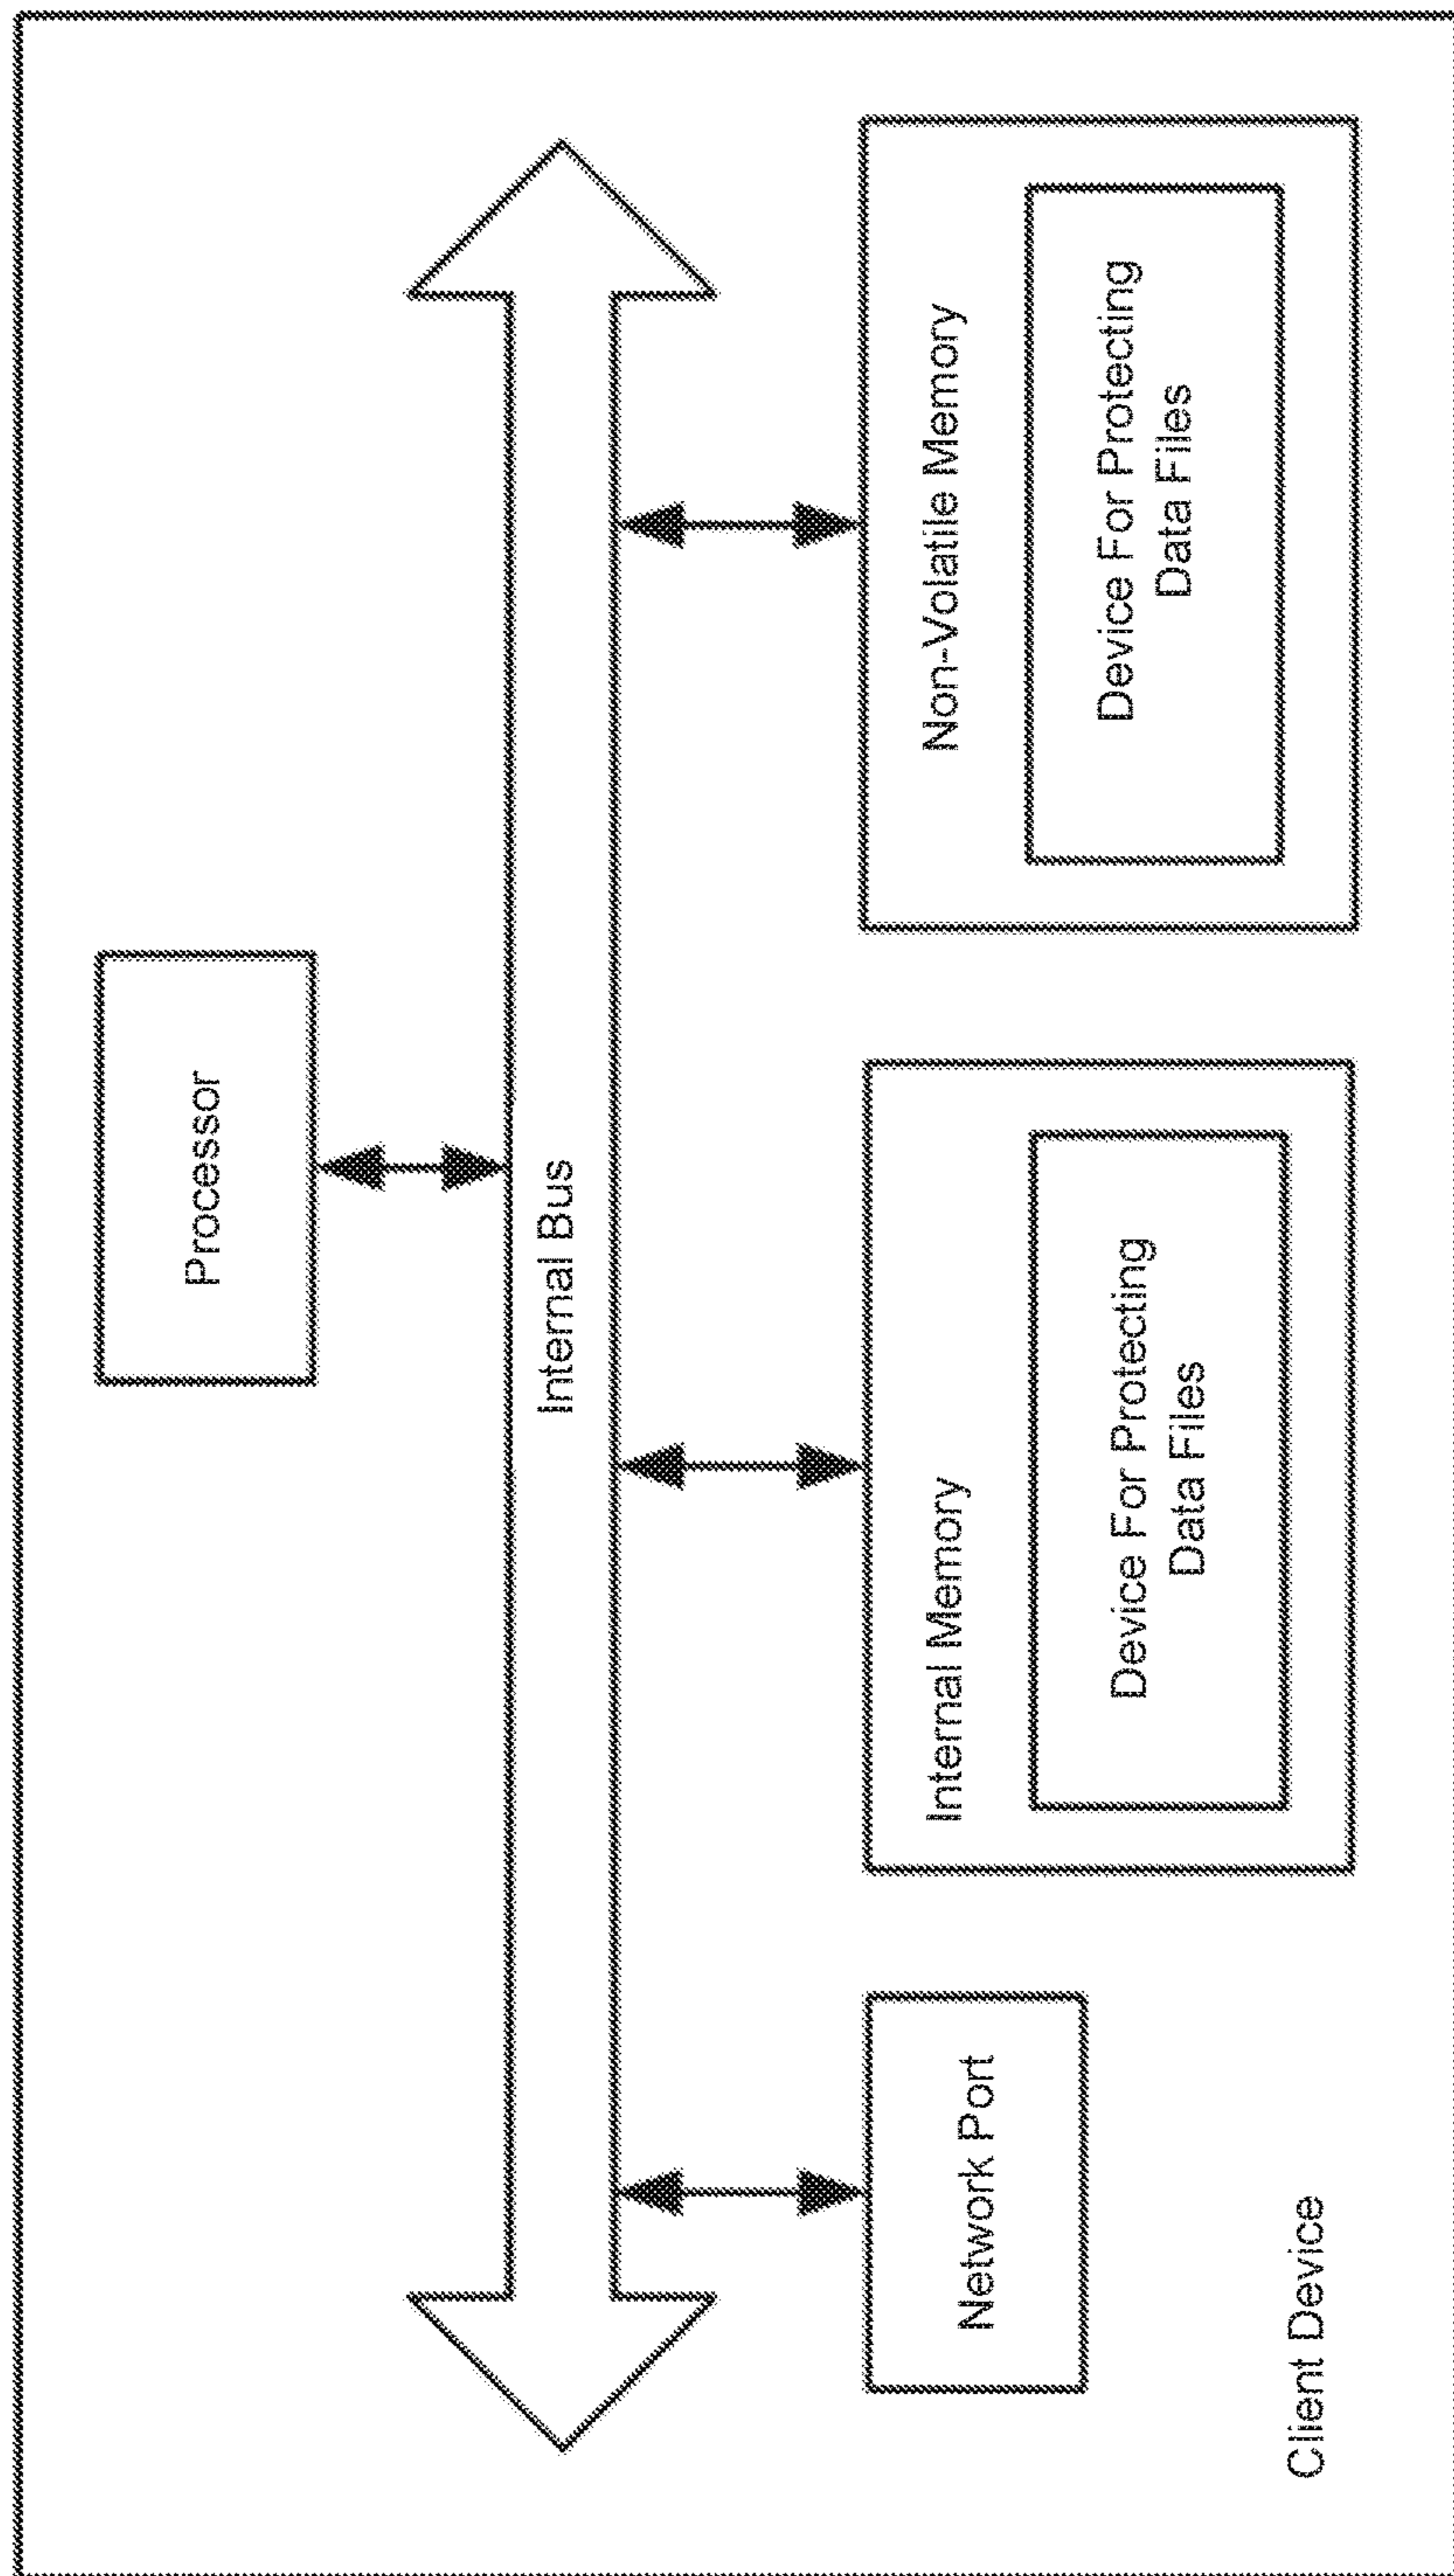 Processor
Internal Bus
Network Port
Internal Memory
Device For Protecting
Data Files
Non-Volatile Memory
Device For Protecting
Data Files
Client Device